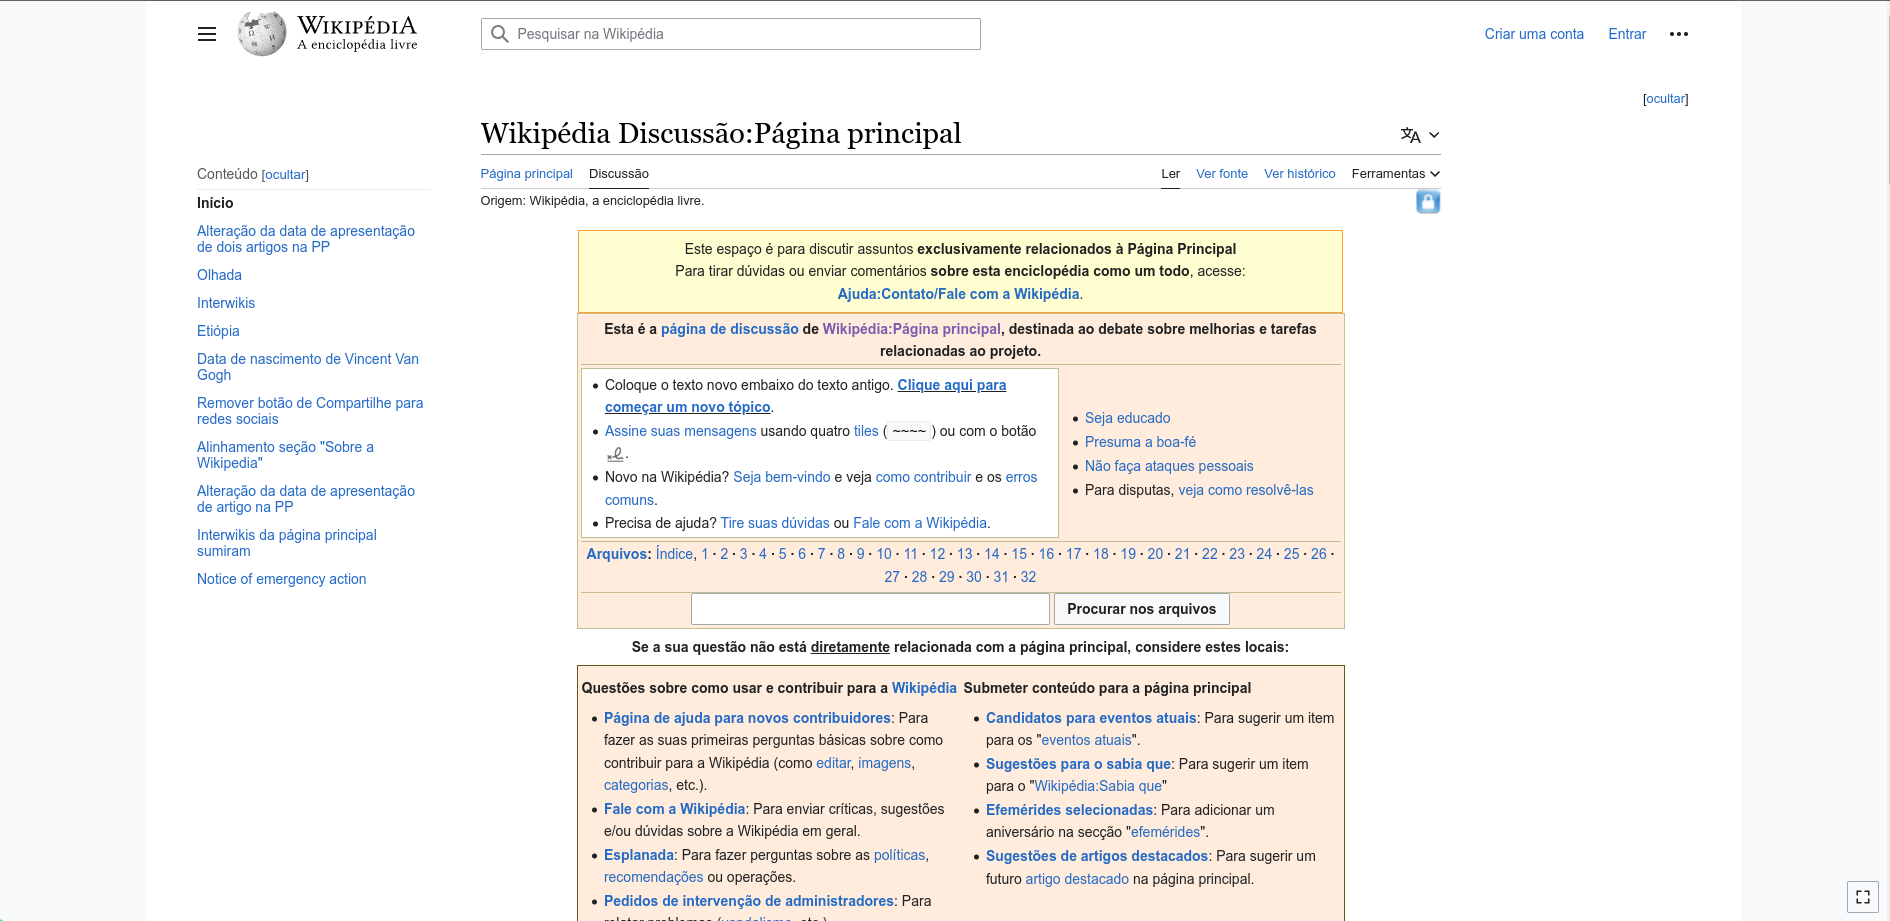 WIKIPÉDIA
A enciclopédia livre
Pesquisar na Wikipédia
Criar uma conta
Entrar
[ocultar]
Wikipédia Discussão:Página principal
Conteúdo [ocultar]
Início
Alteração da data de apresentação
de dois artigos na PP
Olhada
Interwikis
Etiópia
Data de nascimento de Vincent Van
Gogh
Remover botão de Compartilhe para
redes sociais
Alinhamento seção "Sobre a
Wikipedia"
Alteração da data de apresentação
de artigo na PP
Interwikis da página principal
sumiram
Notice of emergency action
Página principal
Discussão
Ler
Ver fonte
Ver histórico
Ferramentas
Origem: Wikipédia, a enciclopédia livre.
Este espaço é para discutir assuntos exclusivamente relacionados à Página Principal
Para tirar dúvidas ou enviar comentários sobre esta enciclopédia como um todo, acesse:
Ajuda:Contato/Fale com a Wikipédia.
Esta é a página de discussão de Wikipédia:Página principal, destinada ao debate sobre melhorias e tarefas
relacionadas ao projeto.
• Coloque o texto novo embaixo do texto antigo. Clique aqui para
começar um novo tópico.
• Assine suas mensagens usando quatro tiles ( ~~~~ ) ou com o botão
.
• Novo na Wikipédia? Seja bem-vindo e veja como contribuir e os erros
comuns.
• Precisa de ajuda? Tire suas dúvidas ou Fale com a Wikipédia.
• Seja educado
• Presuma a boa-fé
• Não faça ataques pessoais
• Para disputas, veja como resolvê-las
Arquivos: Índice, 1 · 2 · 3 · 4 · 5 · 6 · 7 · 8 · 9 · 10 · 11 · 12 · 13 · 14 · 15 · 16 · 17 · 18 · 19 · 20 · 21 · 22 · 23 · 24 · 25 · 26 ·
27 · 28 · 29 · 30 · 31 · 32
Procurar nos arquivos
Se a sua questão não está diretamente relacionada com a página principal, considere estes locais:
Questões sobre como usar e contribuir para a Wikipédia
• Página de ajuda para novos contribuidores: Para
fazer as suas primeiras perguntas básicas sobre como
contribuir para a Wikipédia (como editar, imagens,
categorias, etc.).
• Fale com a Wikipédia: Para enviar críticas, sugestões
e/ou dúvidas sobre a Wikipédia em geral.
• Esplanada: Para fazer perguntas sobre as políticas,
recomendações ou operações.
• Pedidos de intervenção de administradores: Para
relatar problemas (vandalismo, etc.)
Submeter conteúdo para a página principal
• Candidatos para eventos atuais: Para sugerir um item
para os "eventos atuais".
• Sugestões para o sabia que: Para sugerir um item
para o "Wikipédia:Sabia que"
• Efemérides selecionadas: Para adicionar um
aniversário na secção "efemérides".
• Sugestões de artigos destacados: Para sugerir um
futuro artigo destacado na página principal.